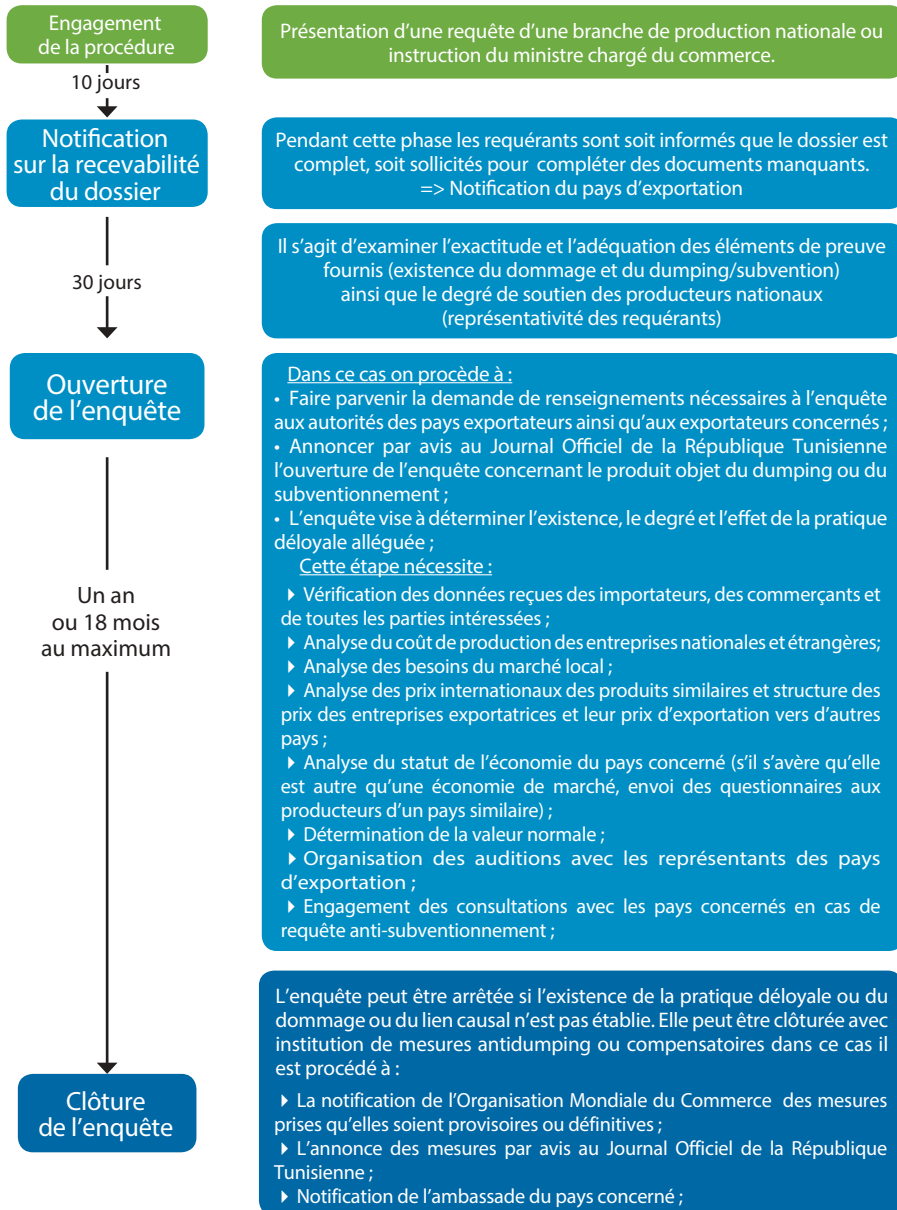 Engagement
de la procédure
Présentation d'une requête d'une branche de production nationale ou
instruction du ministre chargé du commerce.
10 jours
Notification
sur la recevabilité
du dossier
Pendant cette phase les requérants sont soit informés que le dossier est
complet, soit sollicités pour compléter des documents manquants.
=> Notification du pays d'exportation
30 jours
Il s'agit d'examiner l'exactitude et l'adéquation des éléments de preuve
fournis (existence du dommage et du dumping/subvention)
ainsi que le degré de soutien des producteurs nationaux
(représentativité des requérants)
Ouverture
de l'enquête
Dans ce cas on procède à :
• Faire parvenir la demande de renseignements nécessaires à l'enquête
aux autorités des pays exportateurs ainsi qu'aux exportateurs concernés ;
• Annoncer par avis au Journal Officiel de la République Tunisienne
l'ouverture de l'enquête concernant le produit objet du dumping ou du
subventionnement ;
• L'enquête vise à déterminer l'existence, le degré et l'effet de la pratique
déloyale alléguée ;
Cette étape nécessite :
Un an
ou 18 mois
au maximum
▸ Vérification des données reçues des importateurs, des commerçants et
de toutes les parties intéressées ;
▸ Analyse du coût de production des entreprises nationales et étrangères;
▸ Analyse des besoins du marché local ;
▸ Analyse des prix internationaux des produits similaires et structure des
prix des entreprises exportatrices et leur prix d'exportation vers d'autres
pays ;
▸ Analyse du statut de l'économie du pays concerné (s'il s'avère qu'elle
est autre qu'une économie de marché, envoi des questionnaires aux
producteurs d'un pays similaire) ;
▸ Détermination de la valeur normale ;
▸ Organisation des auditions avec les représentants des pays
d'exportation ;
▸ Engagement des consultations avec les pays concernés en cas de
requête anti-subventionnement ;
Clôture
de l'enquête
L'enquête peut être arrêtée si l'existence de la pratique déloyale ou du
dommage ou du lien causal n'est pas établie. Elle peut être clôturée avec
institution de mesures antidumping ou compensatoires dans ce cas il
est procédé à :
▸ La notification de l'Organisation Mondiale du Commerce des mesures
prises qu'elles soient provisoires ou définitives ;
▸ L'annonce des mesures par avis au Journal Officiel de la République
Tunisienne ;
▸ Notification de l'ambassade du pays concerné ;